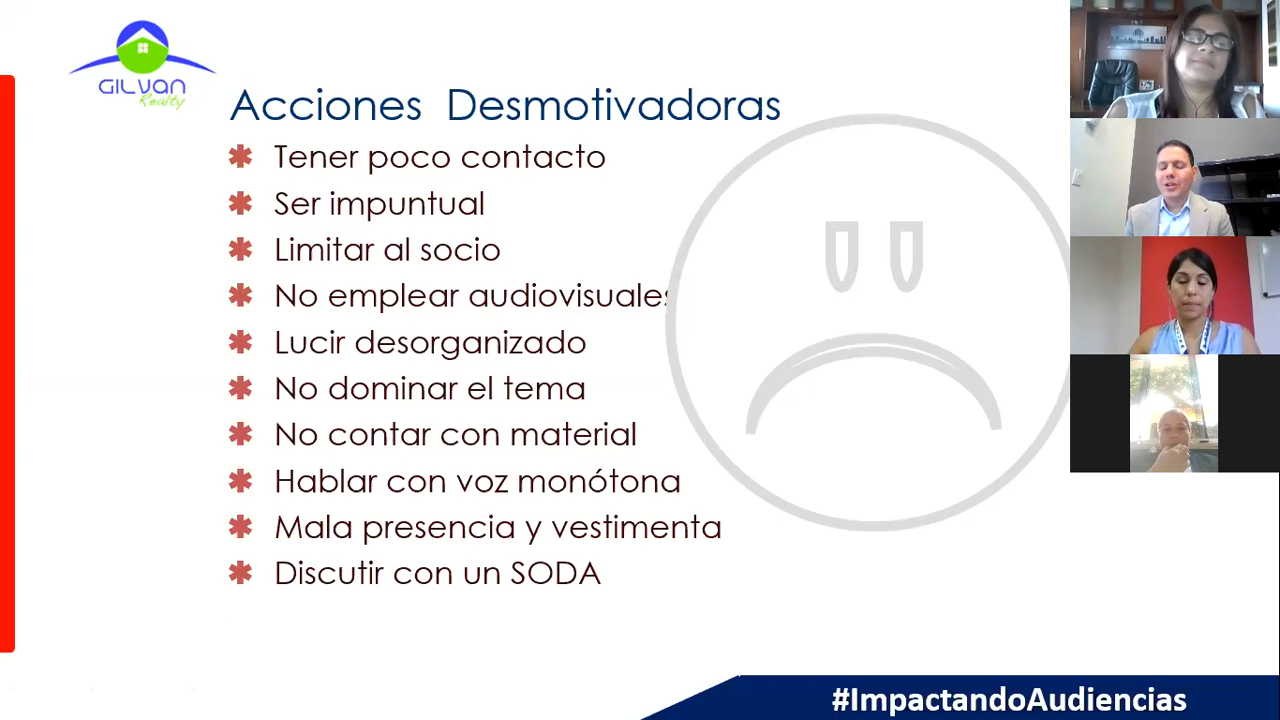 GILVAN
Realty
Acciones Desmotivadoras
Tener poco contacto
Ser impuntual
Limitar al socio
No emplear audiovisuales
Lucir desorganizado
No dominar el tema
No contar con material
Hablar con voz monótona
Mala presencia y vestimenta
Discutir con un SODA
#ImpactandoAudiencias